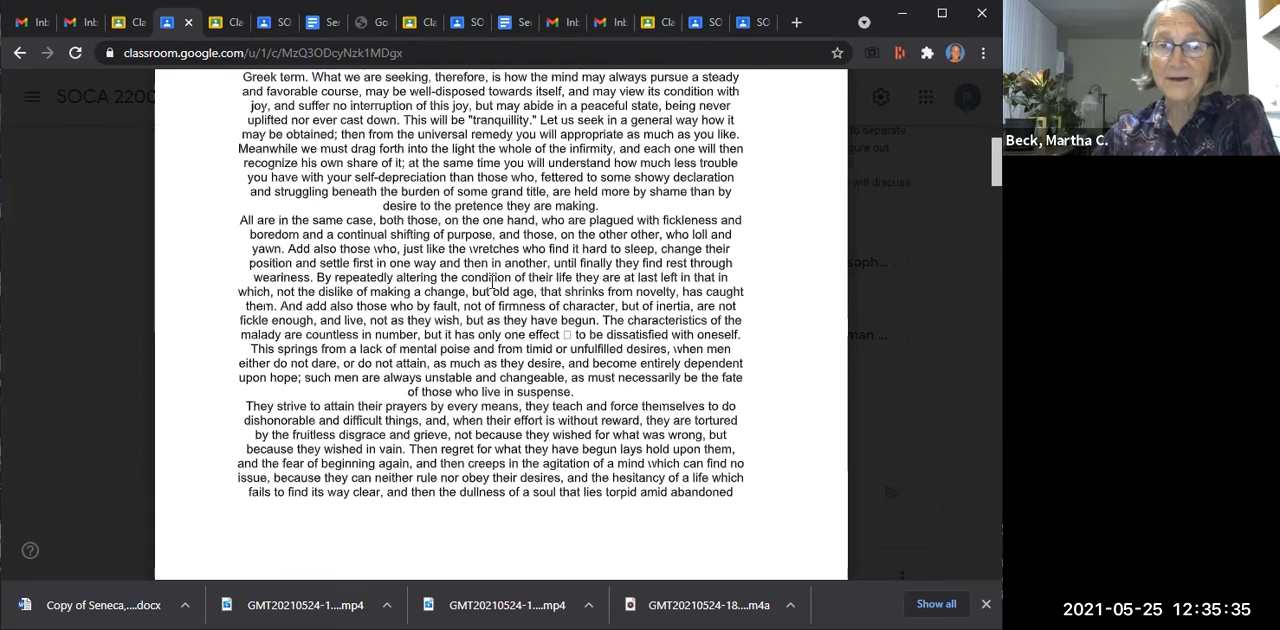 Inb
Inb
Cla
Cla
SO
Ser
Go
Cla
SO
Ser
Inb
Inb
Cla
SO
SO
classroom.google.com/u/1/c/MzQ3ODcyNzk1MDgx
SOCA 2200
P
Greek term. What we are seeking, therefore, is how the mind may always pursue a steady
and favorable course, may be well-disposed towards itself, and may view its condition with
joy, and suffer no interruption of this joy, but may abide in a peaceful state, being never
uplifted nor ever cast down. This will be "tranquillity." Let us seek in a general way how it
may be obtained; then from the universal remedy you will appropriate as much as you like.
Meanwhile we must drag forth into the light the whole of the infirmity, and each one will then
recognize his own share of it; at the same time you will understand how much less trouble
you have with your self-depreciation than those who, fettered to some showy declaration
and struggling beneath the burden of some grand title, are held more by shame than by
desire to the pretence they are making.
All are in the same case, both those, on the one hand, who are plagued with fickleness and
boredom and a continual shifting of purpose, and those, on the other other, who loll and
yawn. Add also those who, just like the wretches who find it hard to sleep, change their
position and settle first in one way and then in another, until finally they find rest through
weariness. By repeatedly altering the condition of their life they are at last left in that in
which, not the dislike of making a change, but old age, that shrinks from novelty, has caught
them. And add also those who by fault, not of firmness of character, but of inertia, are not
fickle enough, and live, not as they wish, but as they have begun. The characteristics of the
malady are countless in number, but it has only one effect □ to be dissatisfied with oneself.
This springs from a lack of mental poise and from timid or unfulfilled desires, when men
either do not dare, or do not attain, as much as they desire, and become entirely dependent
upon hope; such men are always unstable and changeable, as must necessarily be the fate
of those who live in suspense.
They strive to attain their prayers by every means, they teach and force themselves to do
dishonorable and difficult things, and, when their effort is without reward, they are tortured
by the fruitless disgrace and grieve, not because they wished for what was wrong, but
because they wished in vain. Then regret for what they have begun lays hold upon them,
and the fear of beginning again, and then creeps in the agitation of a mind which can find no
issue, because they can neither rule nor obey their desires, and the hesitancy of a life which
fails to find its way clear, and then the dullness of a soul that lies torpid amid abandoned
to separate
gure out
will discuss
soph...
man ...
Beck, Martha C.
Copy of Seneca,....docx
GMT20210524-1....mp4
GMT20210524-1....mp4
GMT20210524-18....m4a
Show all
2021-05-25 12:35:35